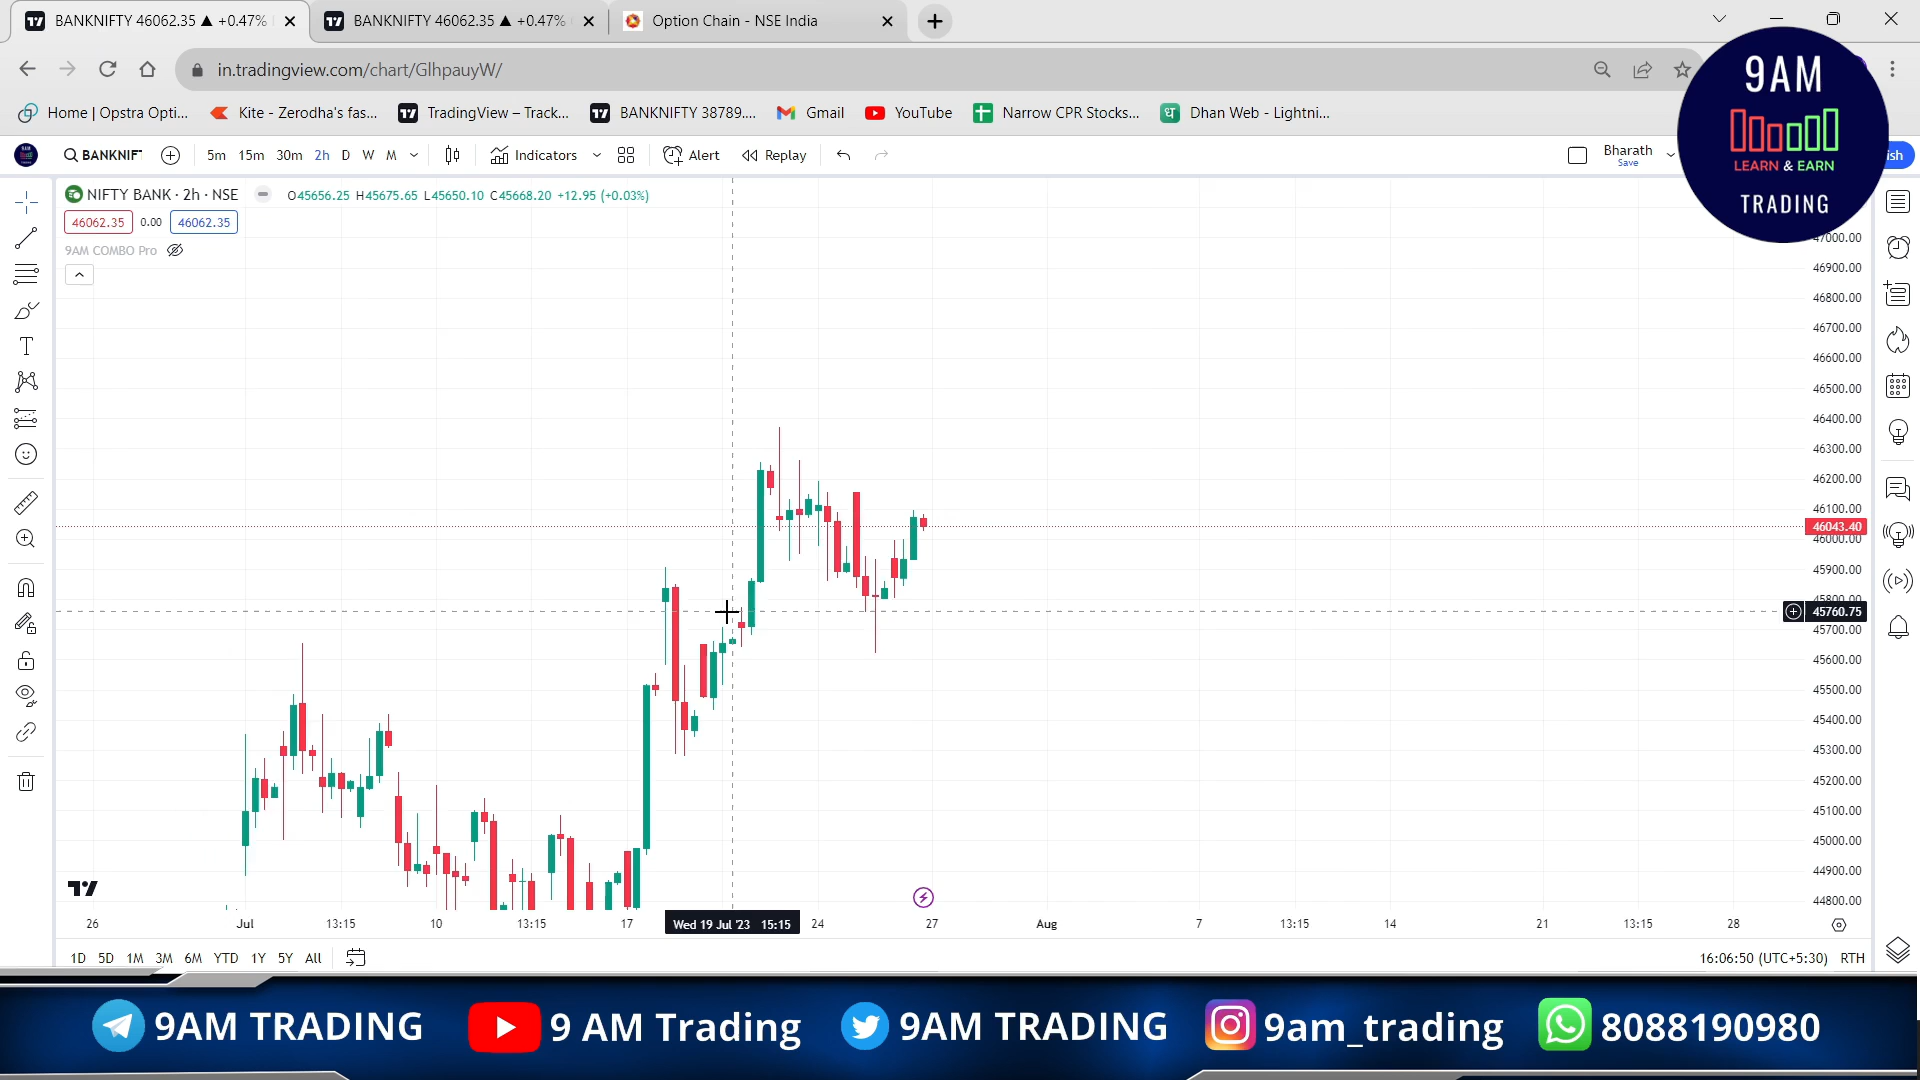 BANKNIFTY 46062.35 ▲ +0.47%
BANKNIFTY 46062.35 ▲ +0.47%
Option Chain - NSE India
in.tradingview.com/chart/GlhpauyW/
Home | Opstra Opti...
Kite - Zerodha's fas...
TradingView – Track...
BANKNIFTY 38789....
Gmail
YouTube
Narrow CPR Stocks...
Dhan Web - Lightni...
9AM
LEARN & EARN
TRADING
BANKNIF
5m 15m 30m 2h D W M
Indicators
Alert
Replay
Bharath
Save
ish
NIFTY BANK · 2h · NSE
O45656.25 H45675.65 L45650.10 C45668.20 +12.95 (+0.03%)
46062.35 0.00 46062.35
9AM COMBO Pro
47000.00
46900.00
46800.00
46700.00
46600.00
46500.00
46400.00
46300.00
46200.00
46100.00
46043.40
46000.00
45900.00
45800.00
45760.75
45700.00
45600.00
45500.00
45400.00
45300.00
45200.00
45100.00
45000.00
44900.00
44800.00
26 Jul 13:15 10 13:15 17 Wed 19 Jul '23 15:15 24 27 Aug 7 13:15 14 21 13:15 28
1D 5D 1M 3M 6M YTD 1Y 5Y All
16:06:50 (UTC+5:30) RTH
9AM TRADING
9 AM Trading
9AM TRADING
9am_trading
8088190980